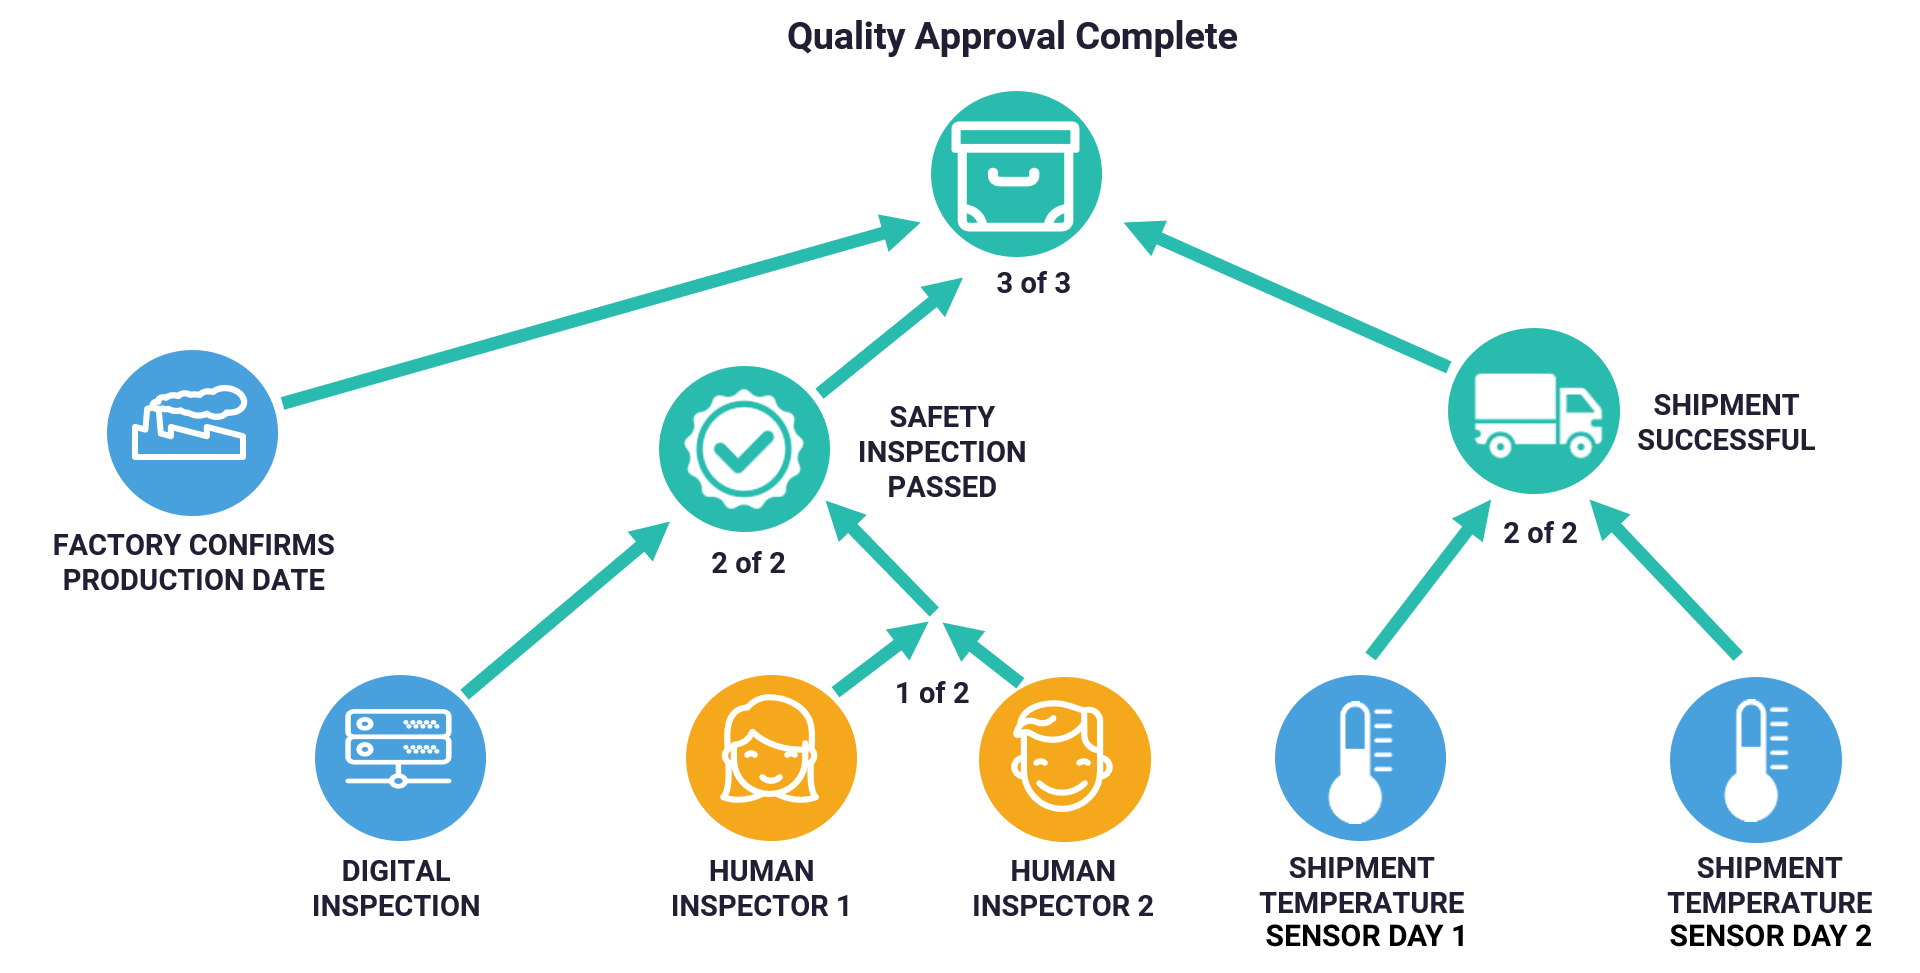 Quality Approval Complete
3 of 3
FACTORY CONFIRMS
PRODUCTION DATE
SAFETY
INSPECTION
PASSED
2 of 2
SHIPMENT
SUCCESSFUL
2 of 2
1 of 2
DIGITAL
INSPECTION
HUMAN
INSPECTOR 1
HUMAN
INSPECTOR 2
SHIPMENT
TEMPERATURE
SENSOR DAY 1
SHIPMENT
TEMPERATURE
SENSOR DAY 2